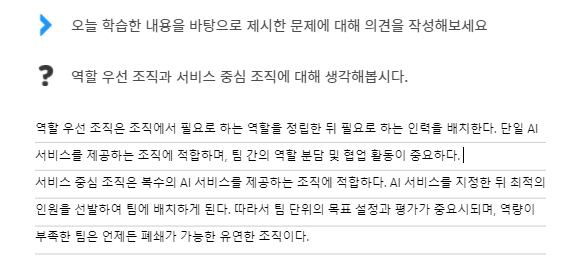 오늘 학습한 내용을 바탕으로 제시한 문제에 대해 의견을 작성해보세요
? 역할 우선 조직과 서비스 중심 조직에 대해 생각해봅시다.
역할 우선 조직은 조직에서 필요로 하는 역할을 정립한 뒤 필요로 하는 인력을 배치한다. 단일 AI
서비스를 제공하는 조직에 적합하며, 팀 간의 역할 분담 및 협업 활동이 중요하다.
서비스 중심 조직은 복수의 AI 서비스를 제공하는 조직에 적합하다. AI 서비스를 지정한 뒤 최적의
인원을 선발하여 팀에 배치하게 된다. 따라서 팀 단위의 목표 설정과 평가가 중요시되며, 역량이
부족한 팀은 언제든 폐쇄가 가능한 유연한 조직이다.